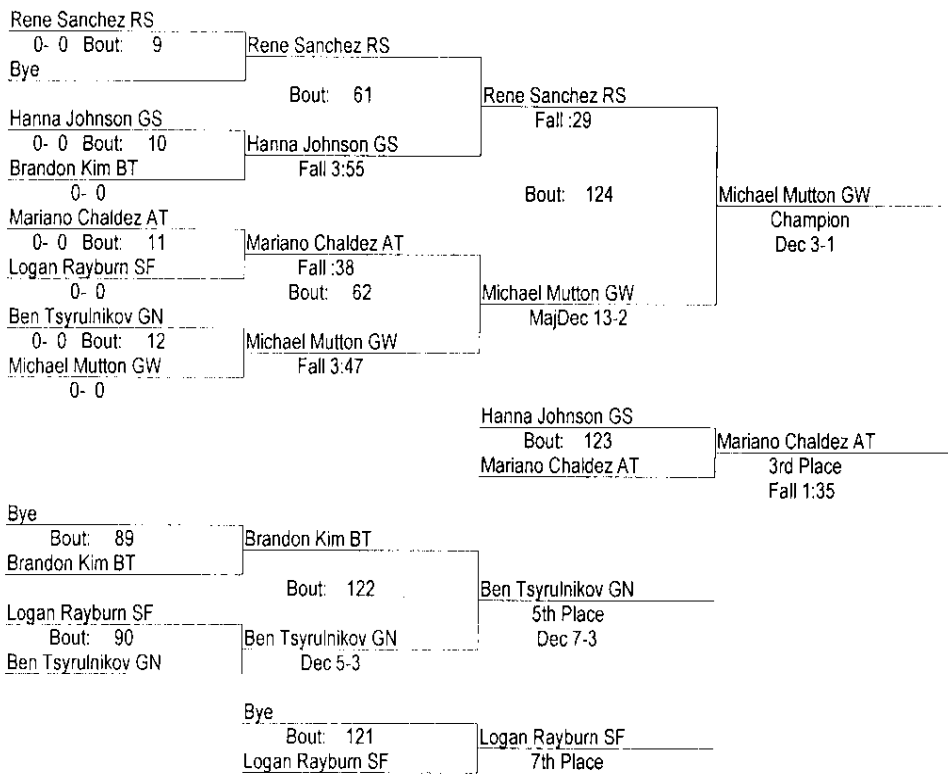 Rene Sanchez RS
0- 0 Bout: 9
Bye
Rene Sanchez RS
Bout: 61
Hanna Johnson GS
0- 0 Bout: 10
Brandon Kim BT
0- 0
Hanna Johnson GS
Fall 3:55
Rene Sanchez RS
Fall :29
Mariano Chaldez AT
0- 0 Bout: 11
Logan Rayburn SF
0- 0
Mariano Chaldez AT
Fall :38
Bout: 62
Ben Tsyrulnikov GN
0- 0 Bout: 12
Michael Mutton GW
0- 0
Michael Mutton GW
Fall 3:47
Michael Mutton GW
MajDec 13-2
Bout: 124
Michael Mutton GW
Champion
Dec 3-1
Hanna Johnson GS
Bout: 123
Mariano Chaldez AT
Mariano Chaldez AT
3rd Place
Fall 1:35
Bye
Bout: 89
Brandon Kim BT
Brandon Kim BT
Bout: 122
Logan Rayburn SF
Bout: 90
Ben Tsyrulnikov GN
Ben Tsyrulnikov GN
Dec 5-3
Ben Tsyrulnikov GN
5th Place
Dec 7-3
Bye
Bout: 121
Logan Rayburn SF
Logan Rayburn SF
7th Place